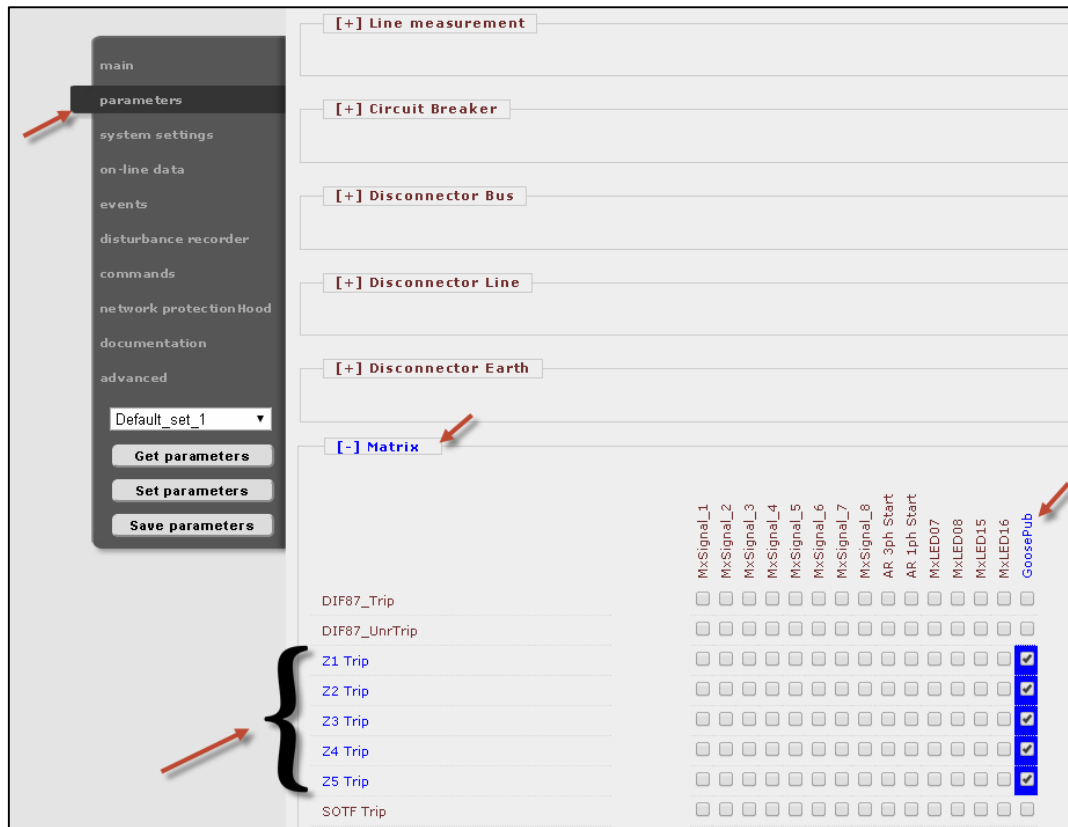 main
parameters
system settings
on-line data
events
disturbance recorder
commands
network protectionHood
documentation
advanced
Default_set_1
Get parameters
Set parameters
Save parameters
[+] Line measurement
[+] Circuit Breaker
[+] Disconnector Bus
[+] Disconnector Line
[+] Disconnector Earth
[-] Matrix
MxSignal_1
MxSignal_2
MxSignal_3
MxSignal_4
MxSignal_5
MxSignal_6
MxSignal_7
MxSignal_8
AR 3ph Start
AR 1ph Start
MxLED07
MxLED08
MxLED15
MxLED16
GoosePub
DIF87_Trip
DIF87_UnrTrip
Z1 Trip
Z2 Trip
Z3 Trip
Z4 Trip
Z5 Trip
SOTF Trip